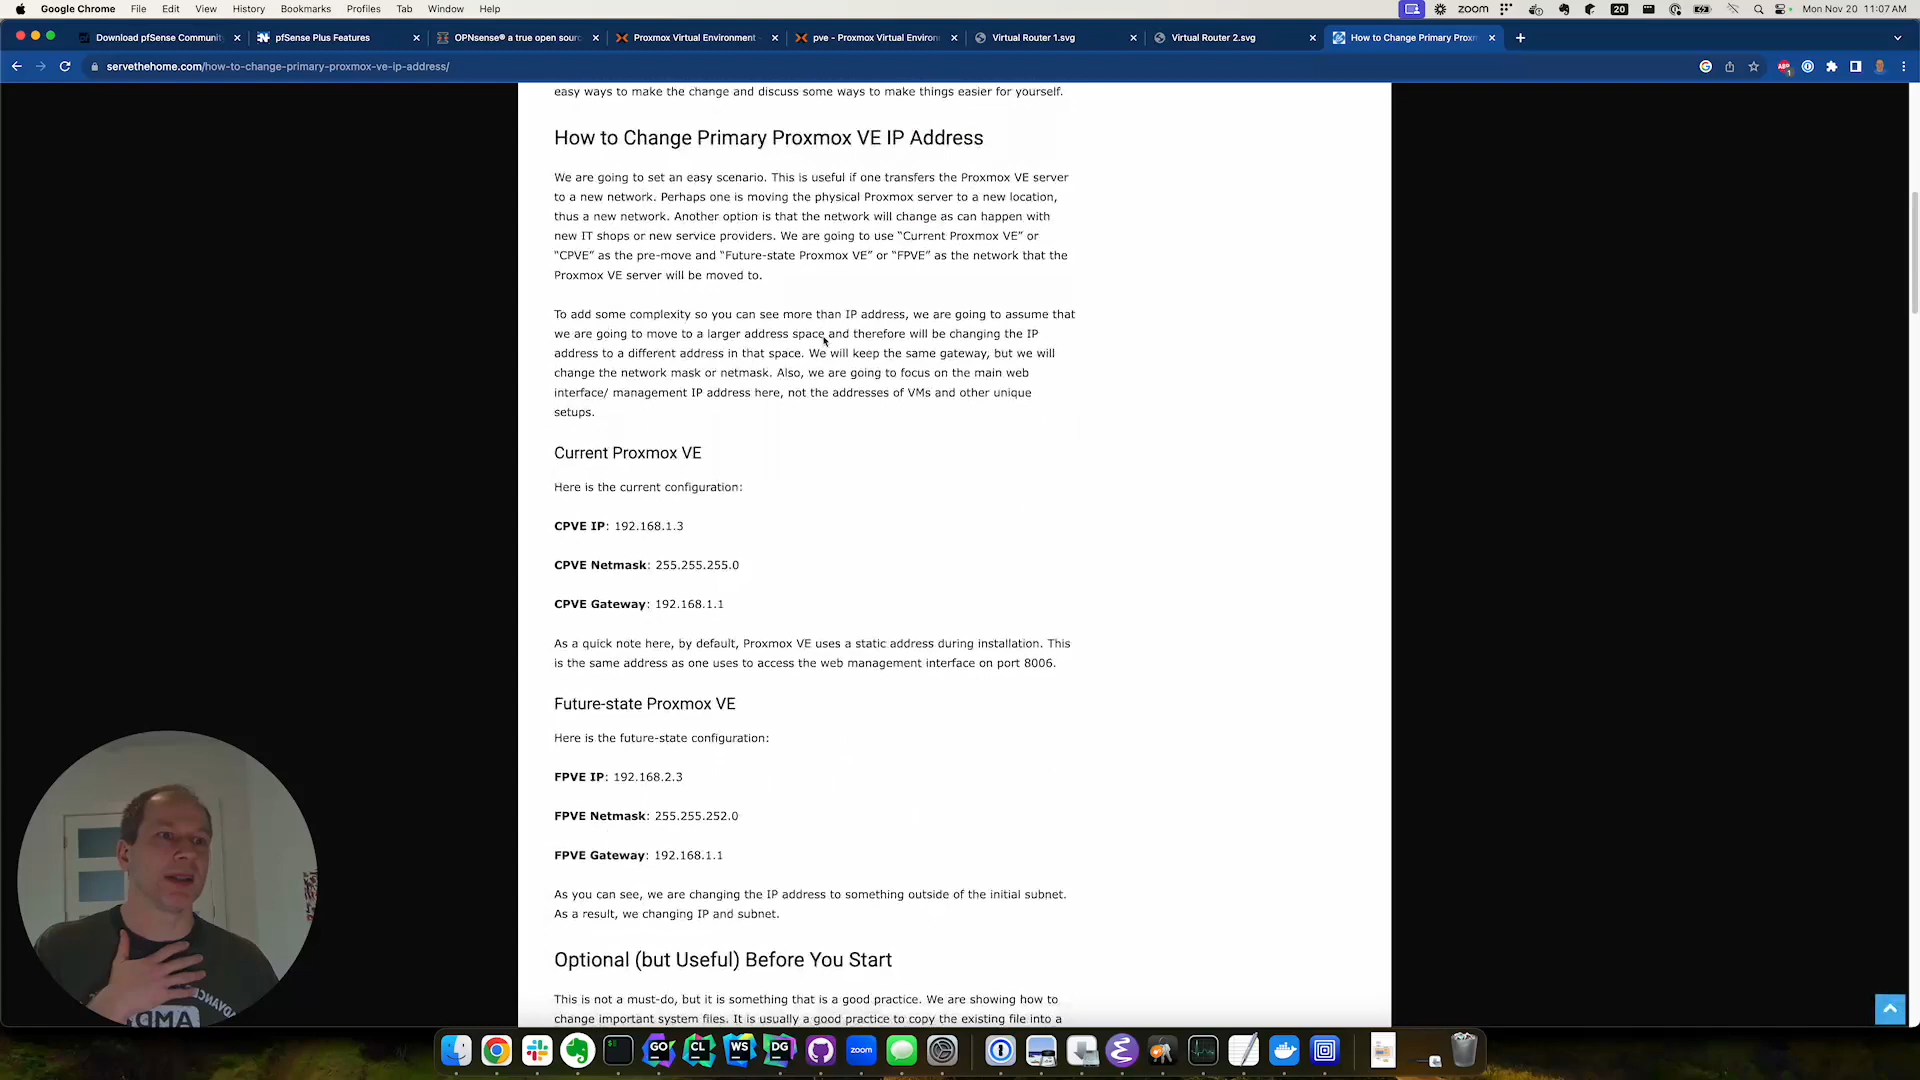 Google Chrome File Edit View History Bookmarks Profiles Tab Window Help zoom 20 Mon Nov 20 11:07 AM
Download pfSense Communit pfSense Plus Features OPNsense® a true open sour Proxmox Virtual Environment pve - Proxmox Virtual Environ Virtual Router 1.svg Virtual Router 2.svg How to Change Primary Proxm
servethehome.com/how-to-change-primary-proxmox-ve-ip-address/ ABP 1
easy ways to make the change and discuss some ways to make things easier for yourself.
How to Change Primary Proxmox VE IP Address
We are going to set an easy scenario. This is useful if one transfers the Proxmox VE server
to a new network. Perhaps one is moving the physical Proxmox server to a new location,
thus a new network. Another option is that the network will change as can happen with
new IT shops or new service providers. We are going to use “Current Proxmox VE” or
“CPVE” as the pre-move and “Future-state Proxmox VE” or “FPVE” as the network that the
Proxmox VE server will be moved to.
To add some complexity so you can see more than IP address, we are going to assume that
we are going to move to a larger address space and therefore will be changing the IP
address to a different address in that space. We will keep the same gateway, but we will
change the network mask or netmask. Also, we are going to focus on the main web
interface/ management IP address here, not the addresses of VMs and other unique
setups.
Current Proxmox VE
Here is the current configuration:
CPVE IP: 192.168.1.3
CPVE Netmask: 255.255.255.0
CPVE Gateway: 192.168.1.1
As a quick note here, by default, Proxmox VE uses a static address during installation. This
is the same address as one uses to access the web management interface on port 8006.
Future-state Proxmox VE
Here is the future-state configuration:
FPVE IP: 192.168.2.3
FPVE Netmask: 255.255.252.0
FPVE Gateway: 192.168.1.1
As you can see, we are changing the IP address to something outside of the initial subnet.
As a result, we changing IP and subnet.
Optional (but Useful) Before You Start
This is not a must-do, but it is something that is a good practice. We are showing how to
change important system files. It is usually a good practice to copy the existing file into a
GO CL WS DG zoom